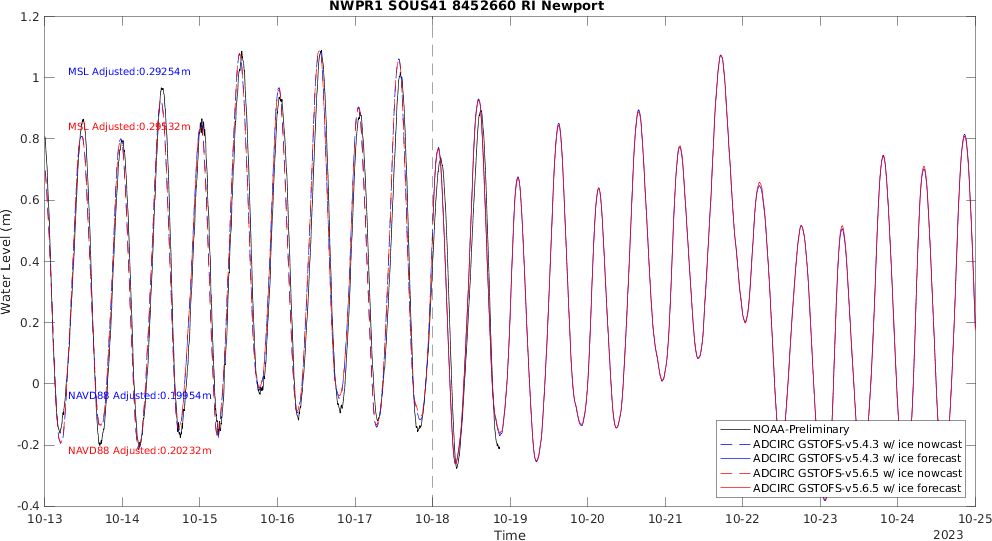 NWPR1 SOUS41 8452660 RI Newport
1.2
1
0.8
0.6
0.4
0.2
0
-0.2
-0.4
Water Level (m)
MSL Adjusted:0.29254m
MSL Adjusted:0.29532m
NAVD88 Adjusted:0.19954m
NAVD88 Adjusted:0.20232m
NOAA-Preliminary
ADCIRC GSTOFS-v5.4.3 w/ ice nowcast
ADCIRC GSTOFS-v5.4.3 w/ ice forecast
ADCIRC GSTOFS-v5.6.5 w/ ice nowcast
ADCIRC GSTOFS-v5.6.5 w/ ice forecast
10-13 10-14 10-15 10-16 10-17 10-18 10-19 10-20 10-21 10-22 10-23 10-24 10-25
Time
2023